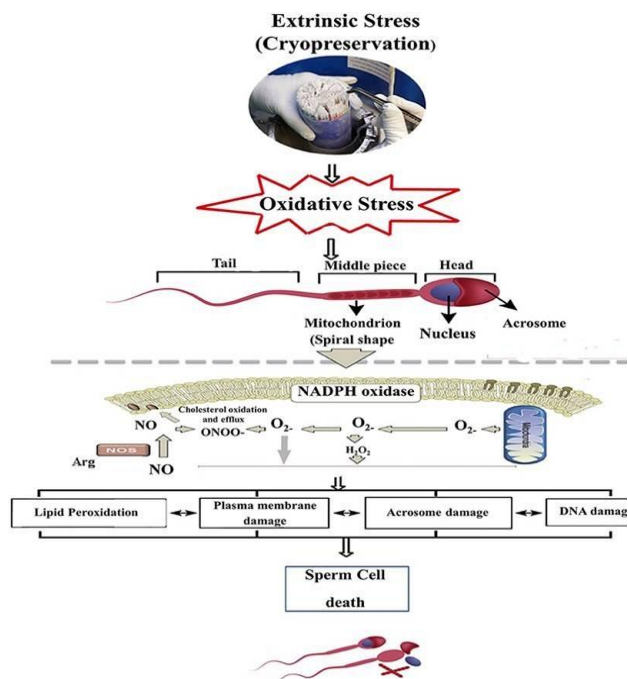 Extrinsic Stress
(Cryopreservation)
Oxidative Stress
Tail
Middle piece
Head
Mitochondrion
(Spiral shape
Nucleus
Acrosome
NADPH oxidase
Cholesterol oxidation
and efflux
NO
ONOO-
O2-
O2-
O2-
H2O2
Mitochondria
NOS
Arg
NO
Lipid Peroxidation
Plasma membrane
damage
Acrosome damage
DNA damag
Sperm Cell
death